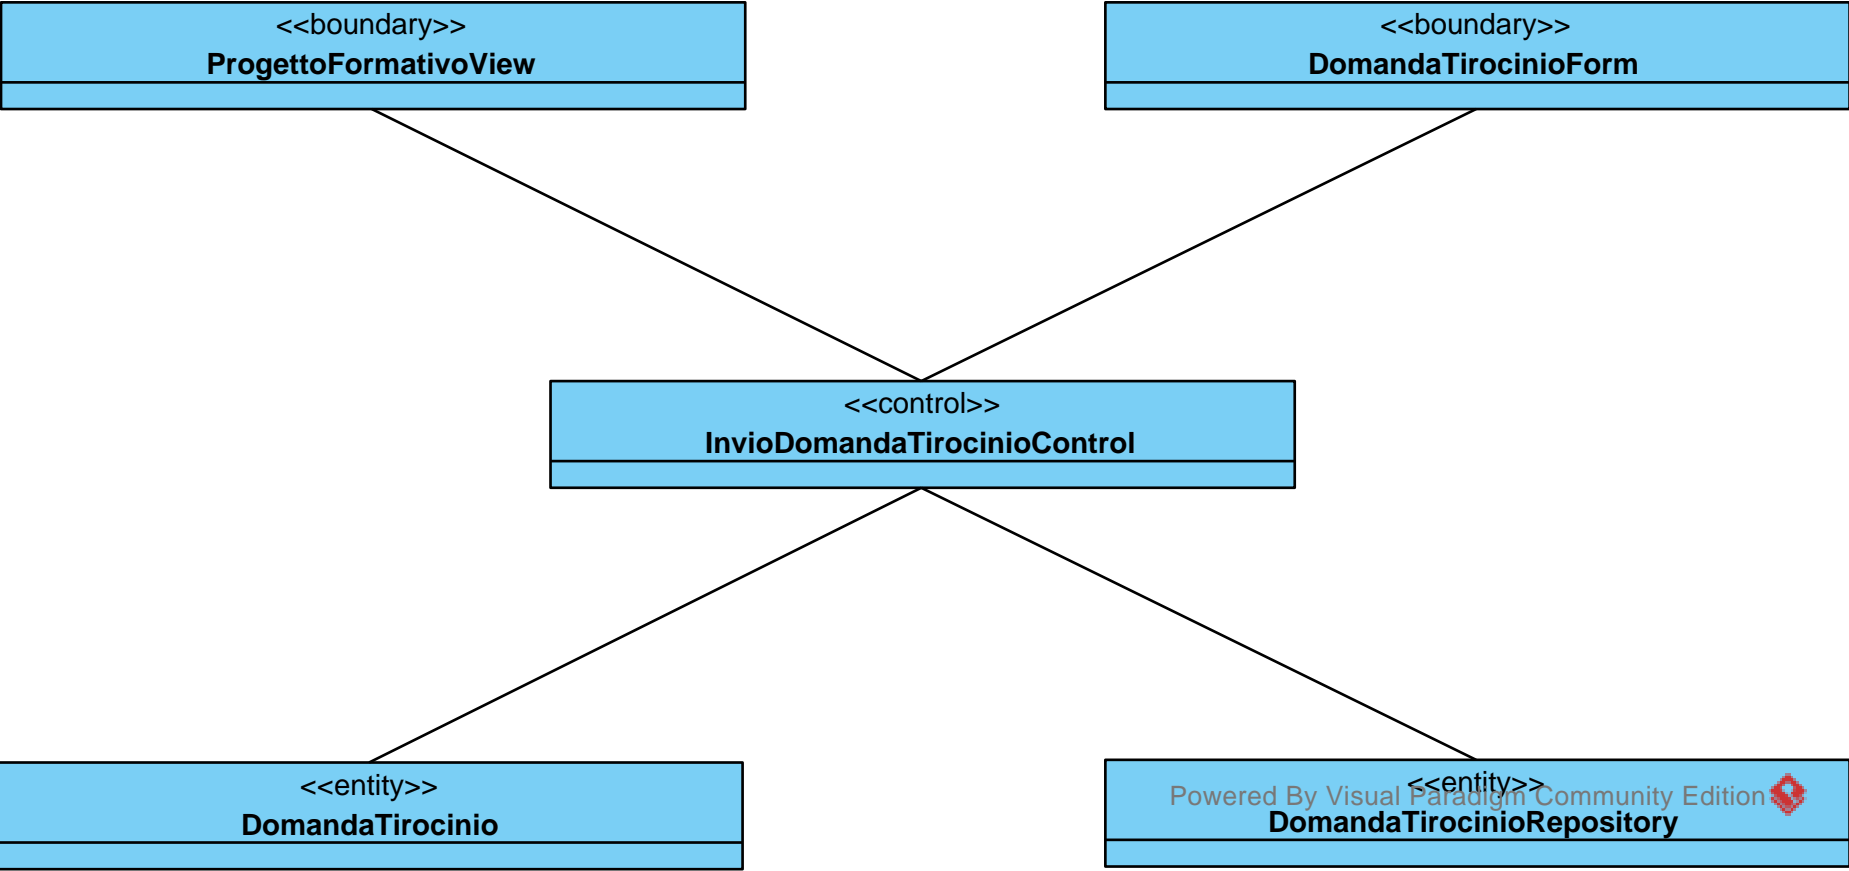 <<boundary>>
ProgettoFormativoView
<<boundary>>
DomandaTirocinioForm
<<control>>
InvioDomandaTirocinioControl
<<entity>>
DomandaTirocinio
<<entity>>
Powered By Visual Paradigm Community Edition
DomandaTirocinioRepository